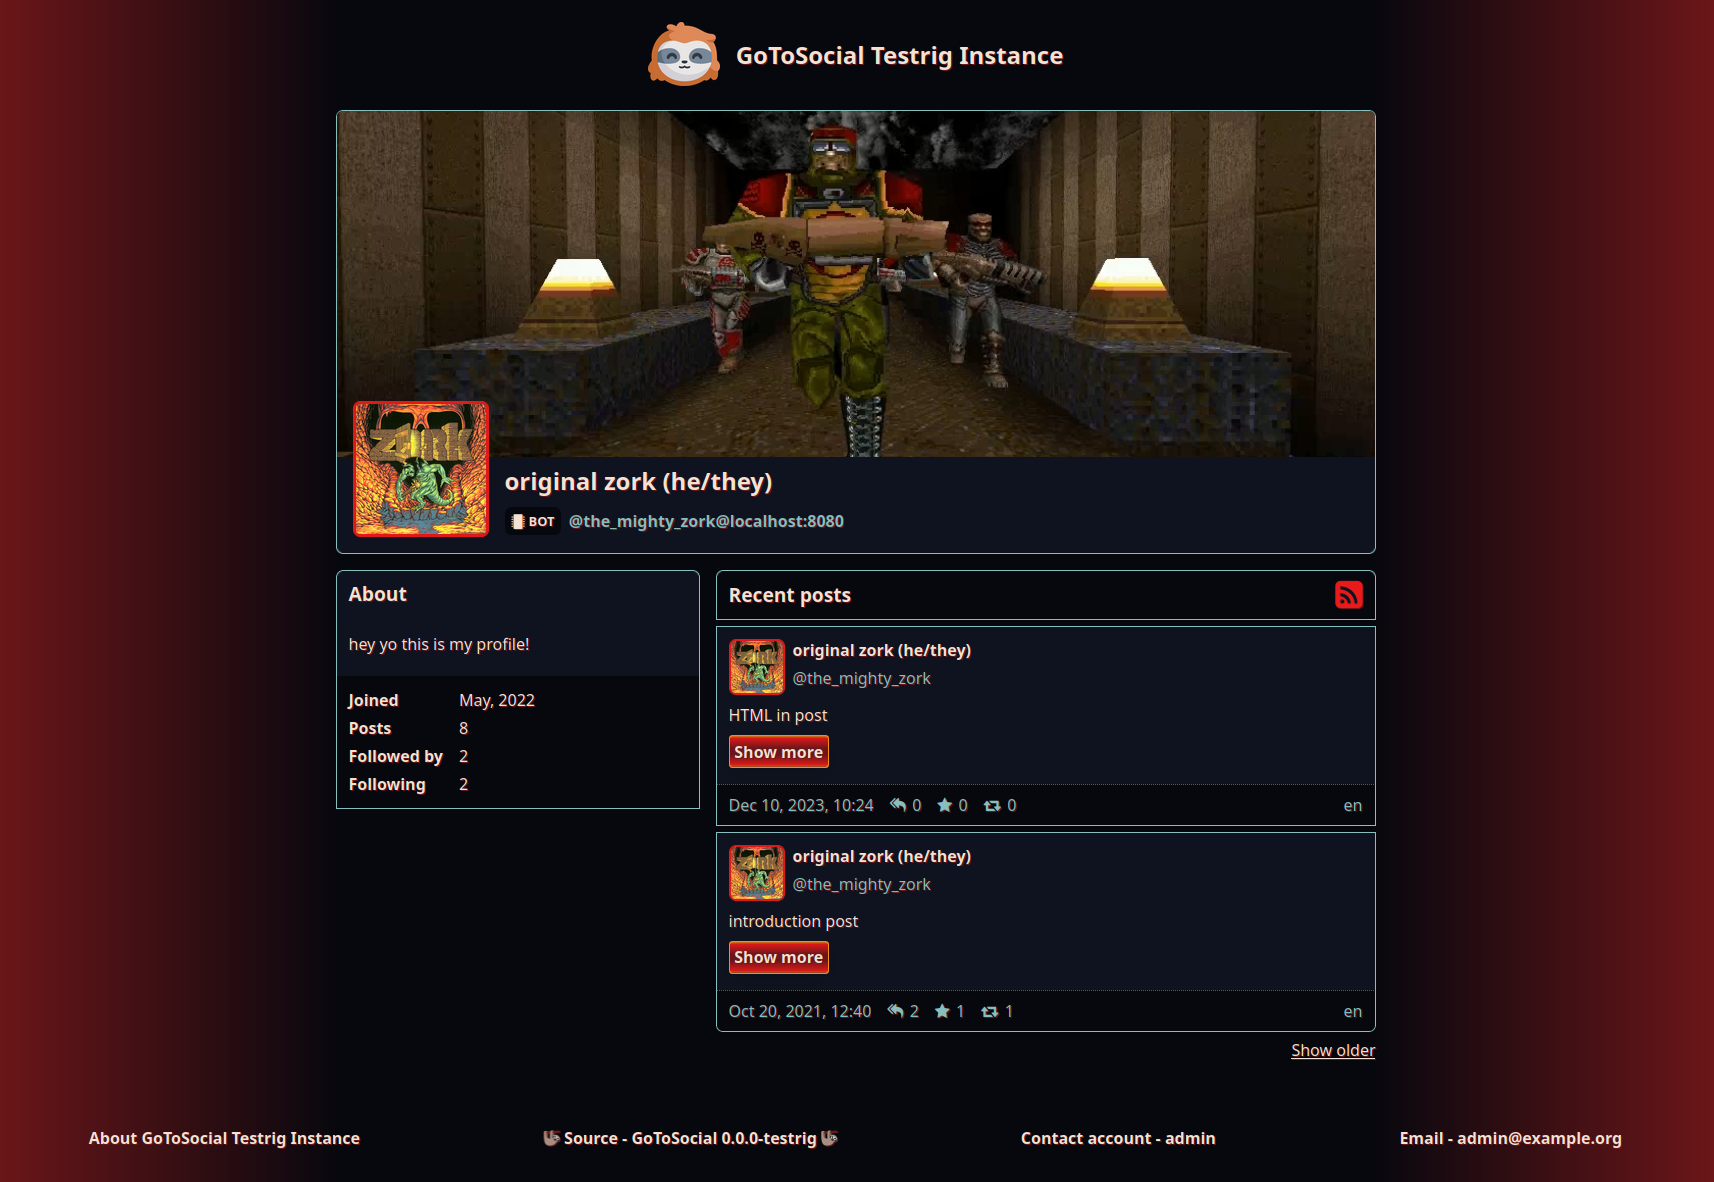 GoToSocial Testrig Instance
ZORK
original zork (he/they)
BOT @the_mighty_zork@localhost:8080
About
hey yo this is my profile!
Joined May, 2022
Posts 8
Followed by 2
Following 2
Recent posts
ZORK
original zork (he/they)
@the_mighty_zork
HTML in post
Show more
Dec 10, 2023, 10:24 0 0 0 en
ZORK
original zork (he/they)
@the_mighty_zork
introduction post
Show more
Oct 20, 2021, 12:40 2 1 1 en
Show older
About GoToSocial Testrig Instance Source - GoToSocial 0.0.0-testrig Contact account - admin Email - admin@example.org